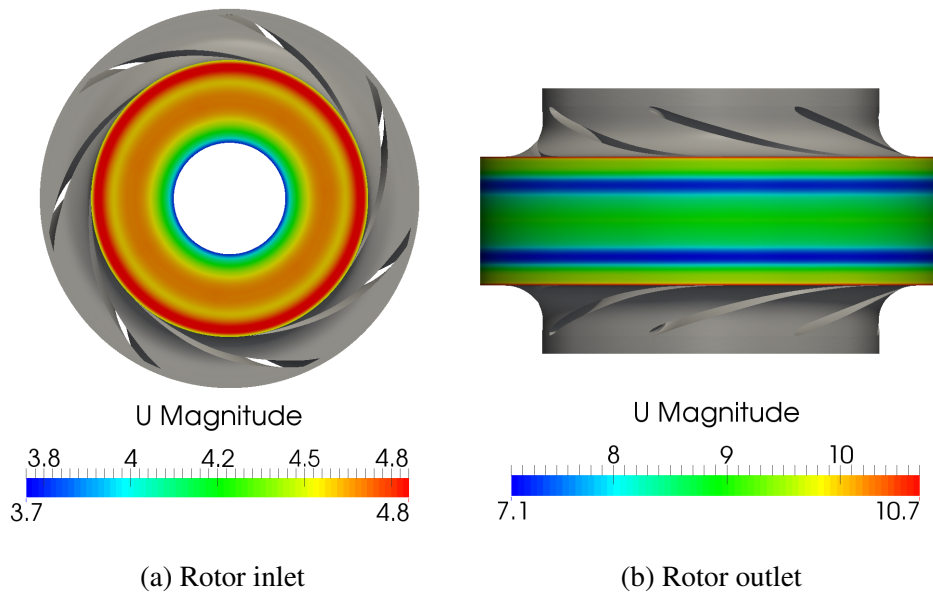 U Magnitude
3.8 4 4.2 4.5 4.8
3.7 4.8
(a) Rotor inlet
U Magnitude
8 9 10
7.1 10.7
(b) Rotor outlet